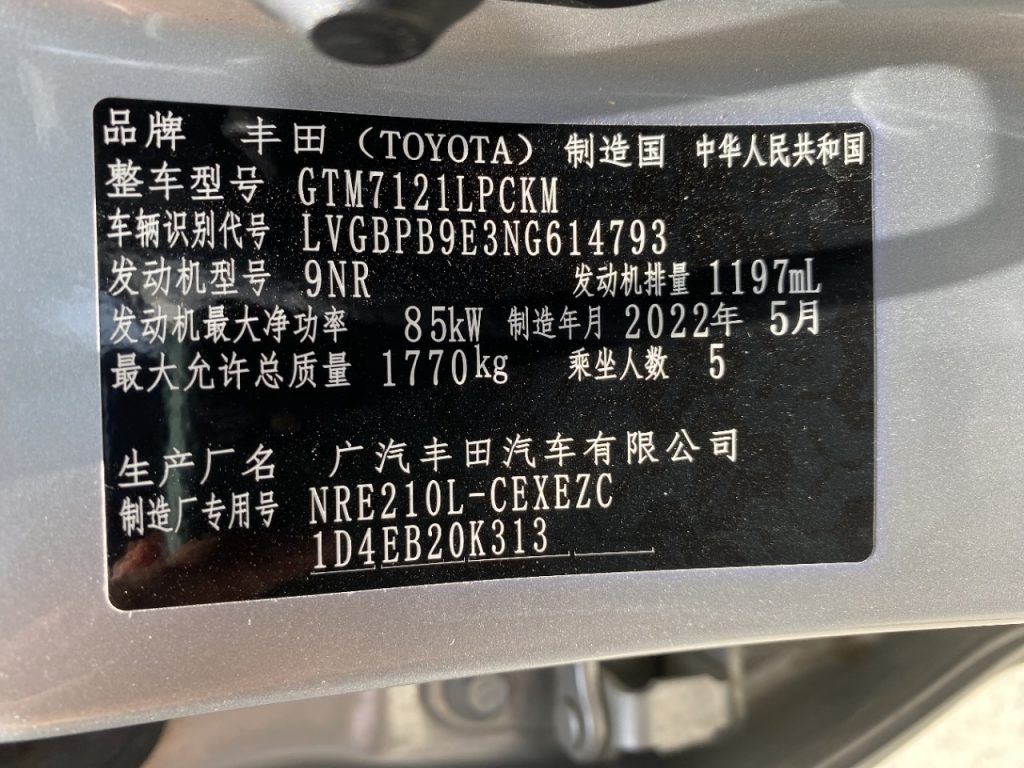 品牌 丰田（TOYOTA） 制造国 中华人民共和国
整车型号 GTM7121LPCKM
车辆识别代号 LVGBPB9E3NG614793
发动机型号 9NR 发动机排量 1197mL
发动机最大净功率 85kW 制造年月 2022年 5月
最大允许总质量 1770kg 乘坐人数 5
生产厂名 广汽丰田汽车有限公司
制造厂专用号 NRE210L-CEXEZC
1D4EB20K313